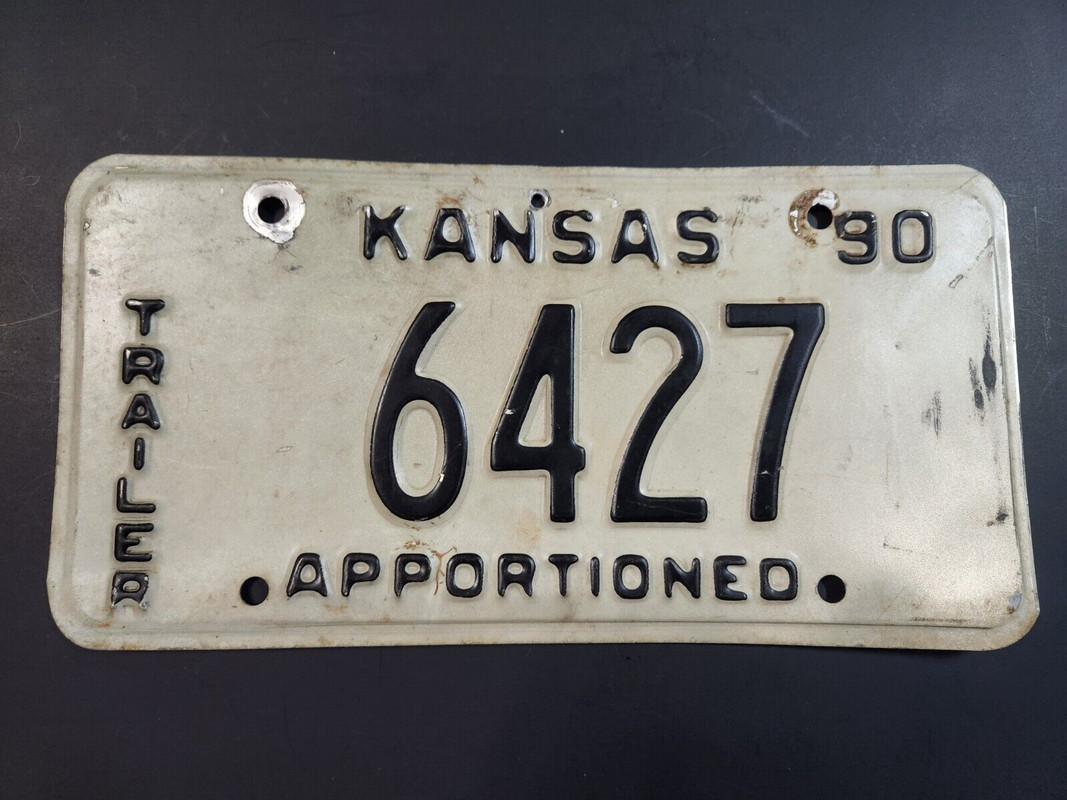 KANSAS 90
TRAILER
6427
APPORTIONED